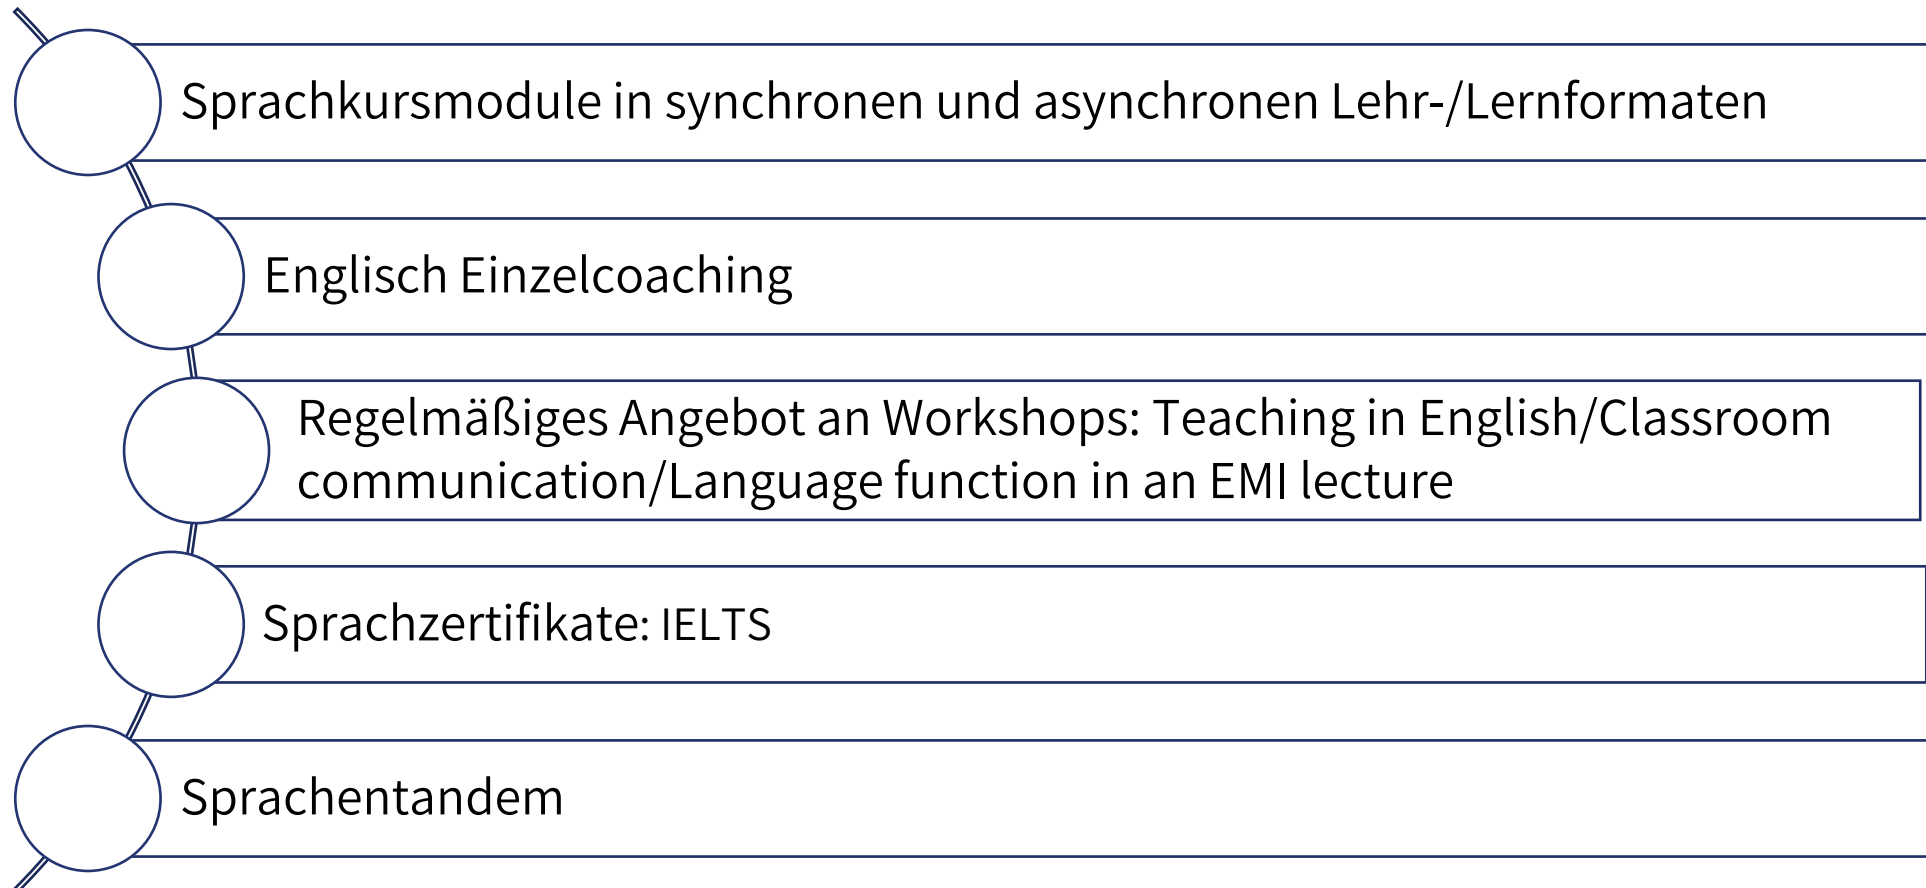 Sprachkursmodule in synchronen und asynchronen Lehr-/Lernformaten
Englisch Einzelcoaching
Regelmäßiges Angebot an Workshops: Teaching in English/Classroom
communication/Language function in an EMI lecture
Sprachzertifikate: IELTS
Sprachentandem